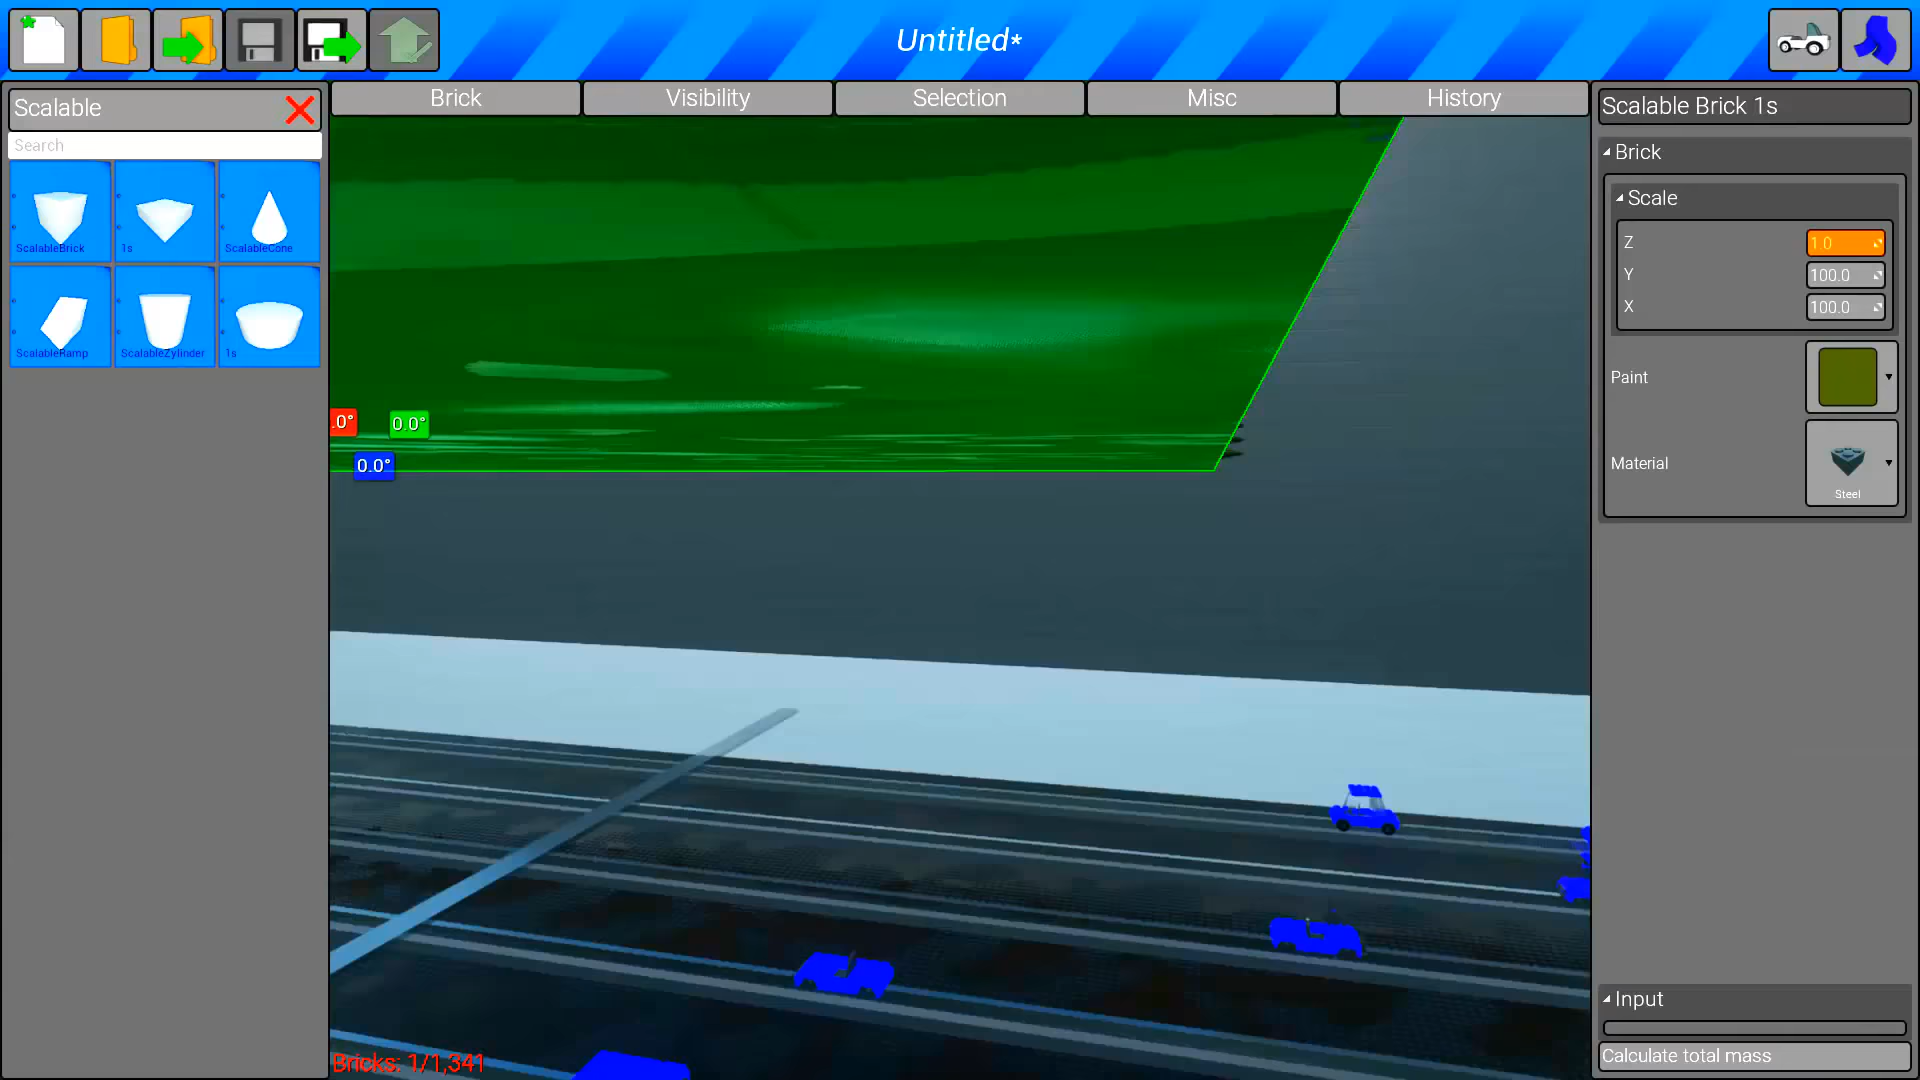 Untitled*
Scalable
Search
ScalableBrick
1s
ScalableCone
ScalableRamp
ScalableZylinder
1s
Brick
Visibility
Selection
Misc
History
.0°
0.0°
0.0°
Bricks: 1/1,341
Scalable Brick 1s
Brick
Scale
Z
1.0
Y
100.0
X
100.0
Paint
Material
Steel
Input
Calculate total mass